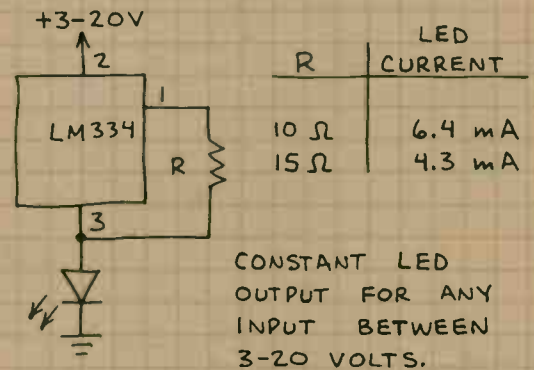 +3-20V
2
1
LM334
R
3
R
LED
CURRENT
10 Ω
6.4 mA
15 Ω
4.3 mA
CONSTANT LED
OUTPUT FOR ANY
INPUT BETWEEN
3-20 VOLTS.